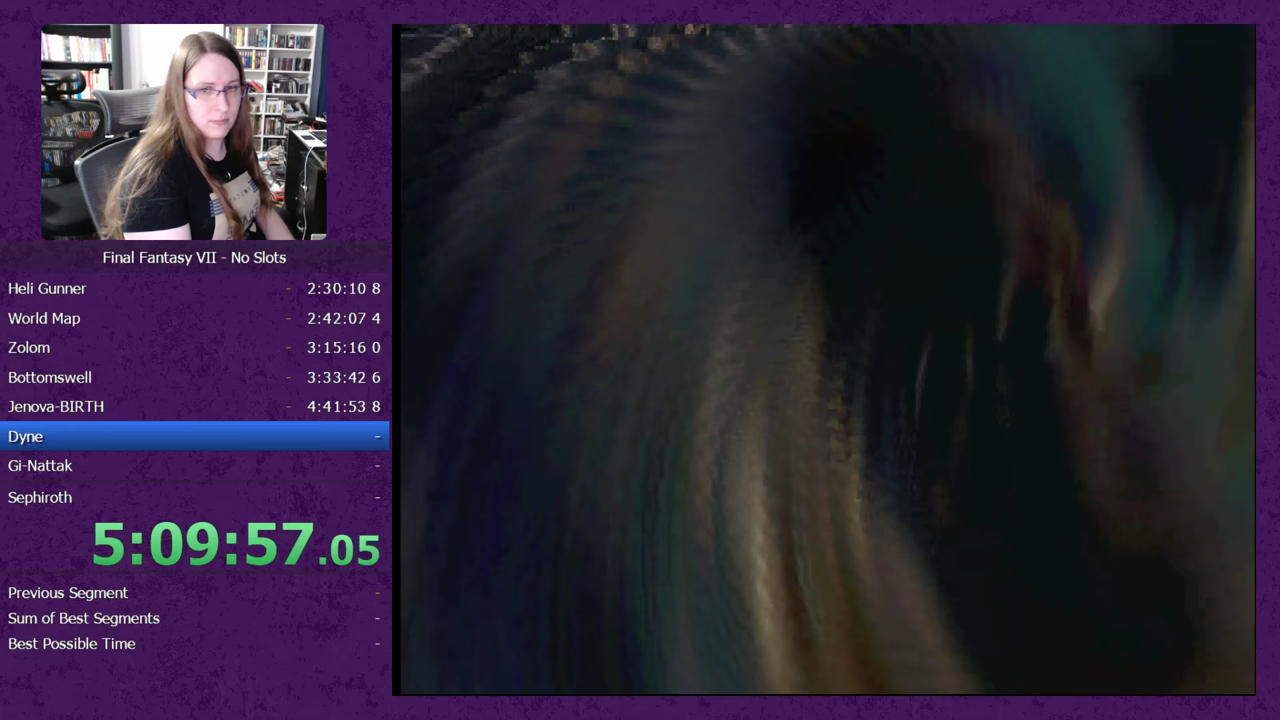 Final Fantasy VII - No Slots
Heli Gunner - 2:30:10 8
World Map - 2:42:07 4
Zolom - 3:15:16 0
Bottomswell - 3:33:42 6
Jenova-BIRTH - 4:41:53 8
Dyne -
Gi-Nattak -
Sephiroth -
5:09:57.05
Previous Segment -
Sum of Best Segments -
Best Possible Time -